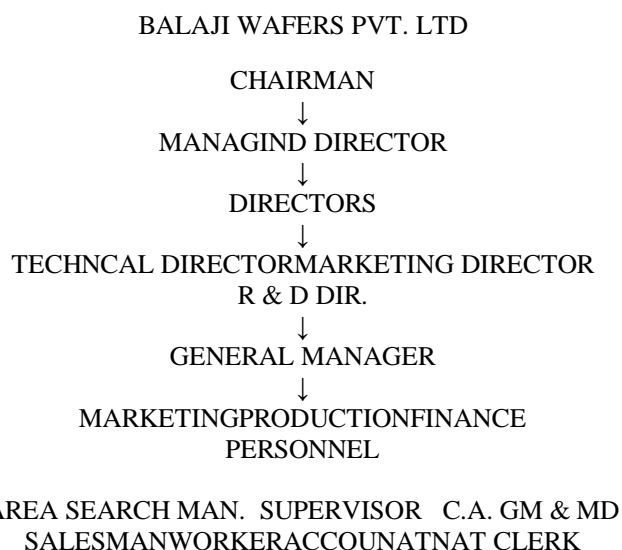 BALAJI WAFERS PVT. LTD
CHAIRMAN
↓
MANAGIND DIRECTOR
↓
DIRECTORS
↓
TECHNCAL DIRECTORMARKETING DIRECTOR
R & D DIR.
↓
GENERAL MANAGER
↓
MARKETINGPRODUCTIONFINANCE
PERSONNEL
AREA SEARCH MAN. SUPERVISOR C.A. GM & MD
SALESMANWORKERACCOUNATNAT CLERK